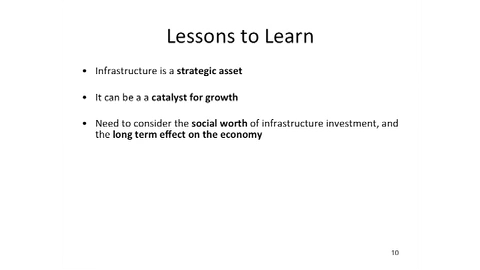 Lessons to Learn
• Infrastructure is a strategic asset
• It can be a a catalyst for growth
• Need to consider the social worth of infrastructure investment, and
the long term effect on the economy
10